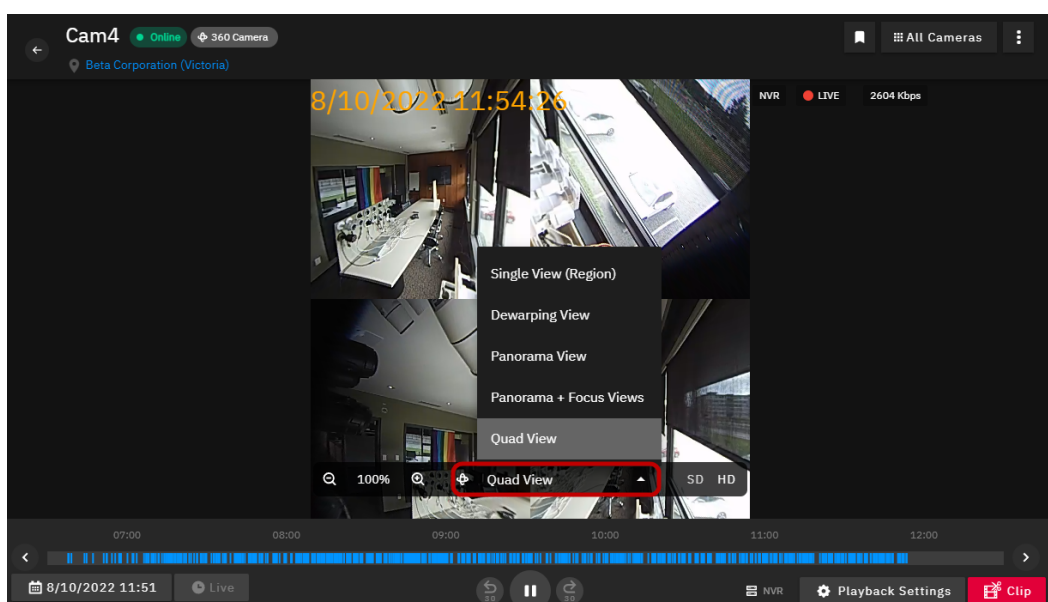 Cam4 Online 360 Camera
All Cameras
Beta Corporation (Victoria)
8/10/2022 11:54:26
NVR LIVE 2604 Kbps
Single View (Region)
Dewarping View
Panorama View
Panorama + Focus Views
Quad View
100% Quad View SD HD
07:00 08:00 09:00 10:00 11:00 12:00
8/10/2022 11:51 Live 30 30 NVR Playback Settings Clip